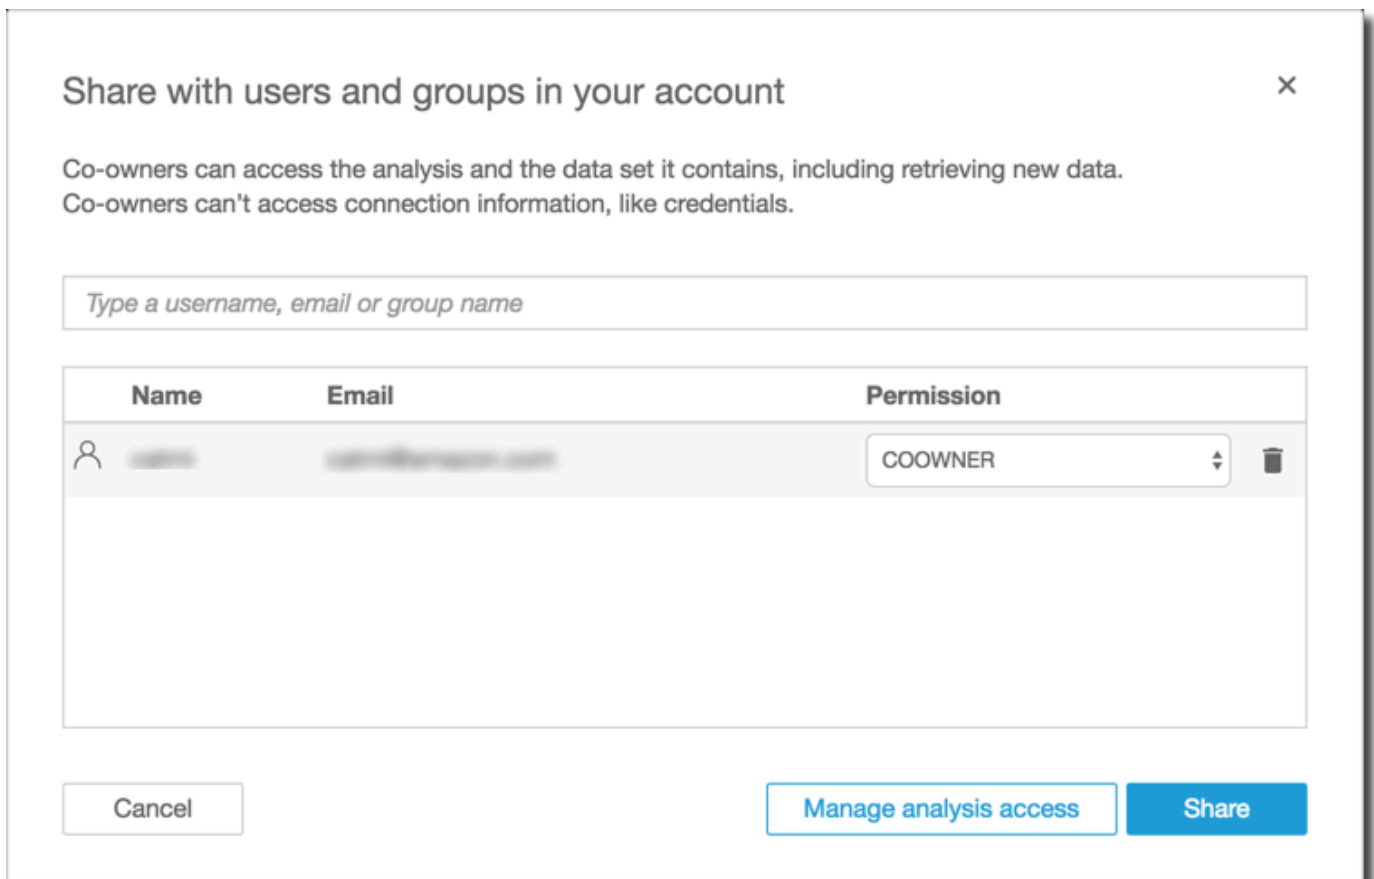 Share with users and groups in your account
Co-owners can access the analysis and the data set it contains, including retrieving new data.
Co-owners can't access connection information, like credentials.
Type a username, email or group name
Name Email Permission
COOWNER
Cancel Manage analysis access Share